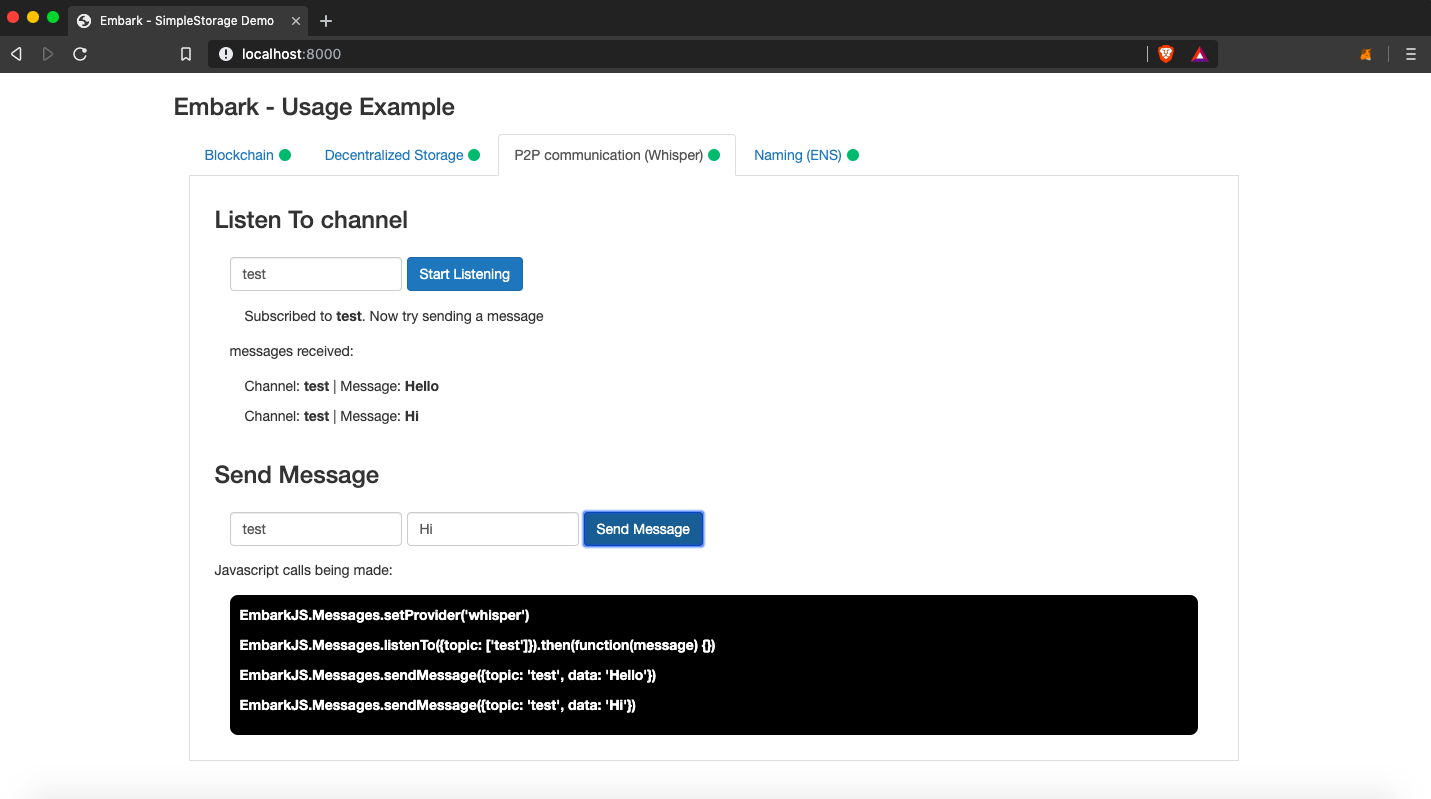 Embark - SimpleStorage Demo
localhost:8000
Embark - Usage Example
Blockchain Decentralized Storage P2P communication (Whisper) Naming (ENS)
Listen To channel
test Start Listening
Subscribed to test. Now try sending a message
messages received:
Channel: test | Message: Hello
Channel: test | Message: Hi
Send Message
test Hi Send Message
Javascript calls being made:
EmbarkJS.Messages.setProvider('whisper')
EmbarkJS.Messages.listenTo({topic: ['test']}).then(function(message) {})
EmbarkJS.Messages.sendMessage({topic: 'test', data: 'Hello'})
EmbarkJS.Messages.sendMessage({topic: 'test', data: 'Hi'})